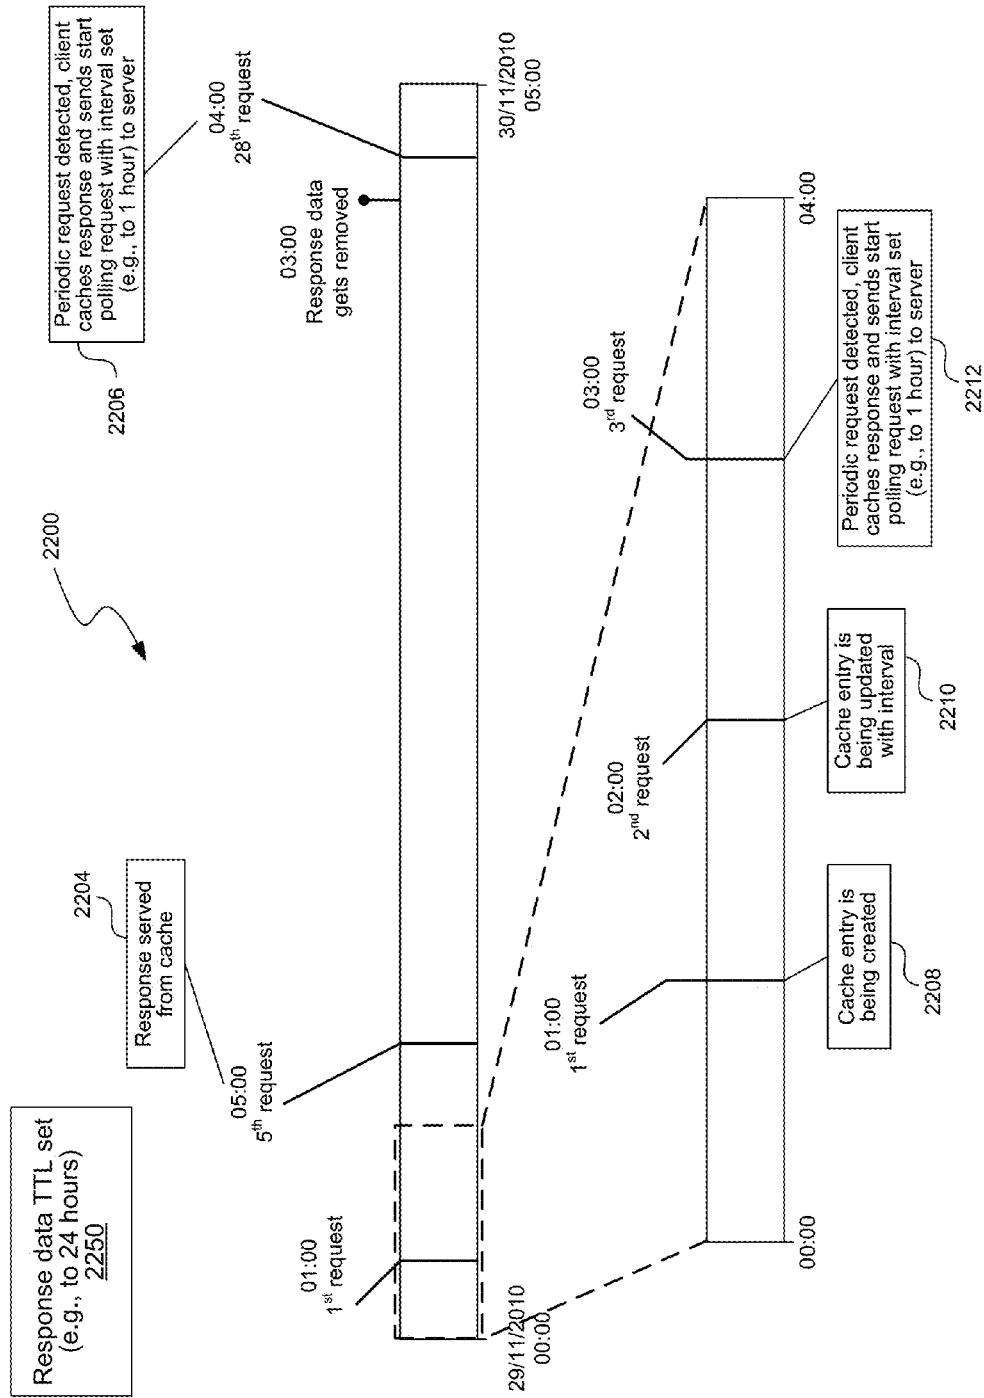 Response data TTL set
(e.g., to 24 hours)
2250
2204
Response served
from cache
2200
2206
Periodic request detected, client
caches response and sends start
polling request with interval set
(e.g., to 1 hour) to server
01:00
1st request
05:00
5th request
03:00
Response data
gets removed
04:00
28th request
29/11/2010
00:00
30/11/2010
05:00
01:00
1st request
02:00
2nd request
03:00
3rd request
00:00
04:00
Cache entry is
being created
2208
Cache entry is
being updated
with interval
2210
Periodic request detected, client
caches response and sends start
polling request with interval set
(e.g., to 1 hour) to server
2212